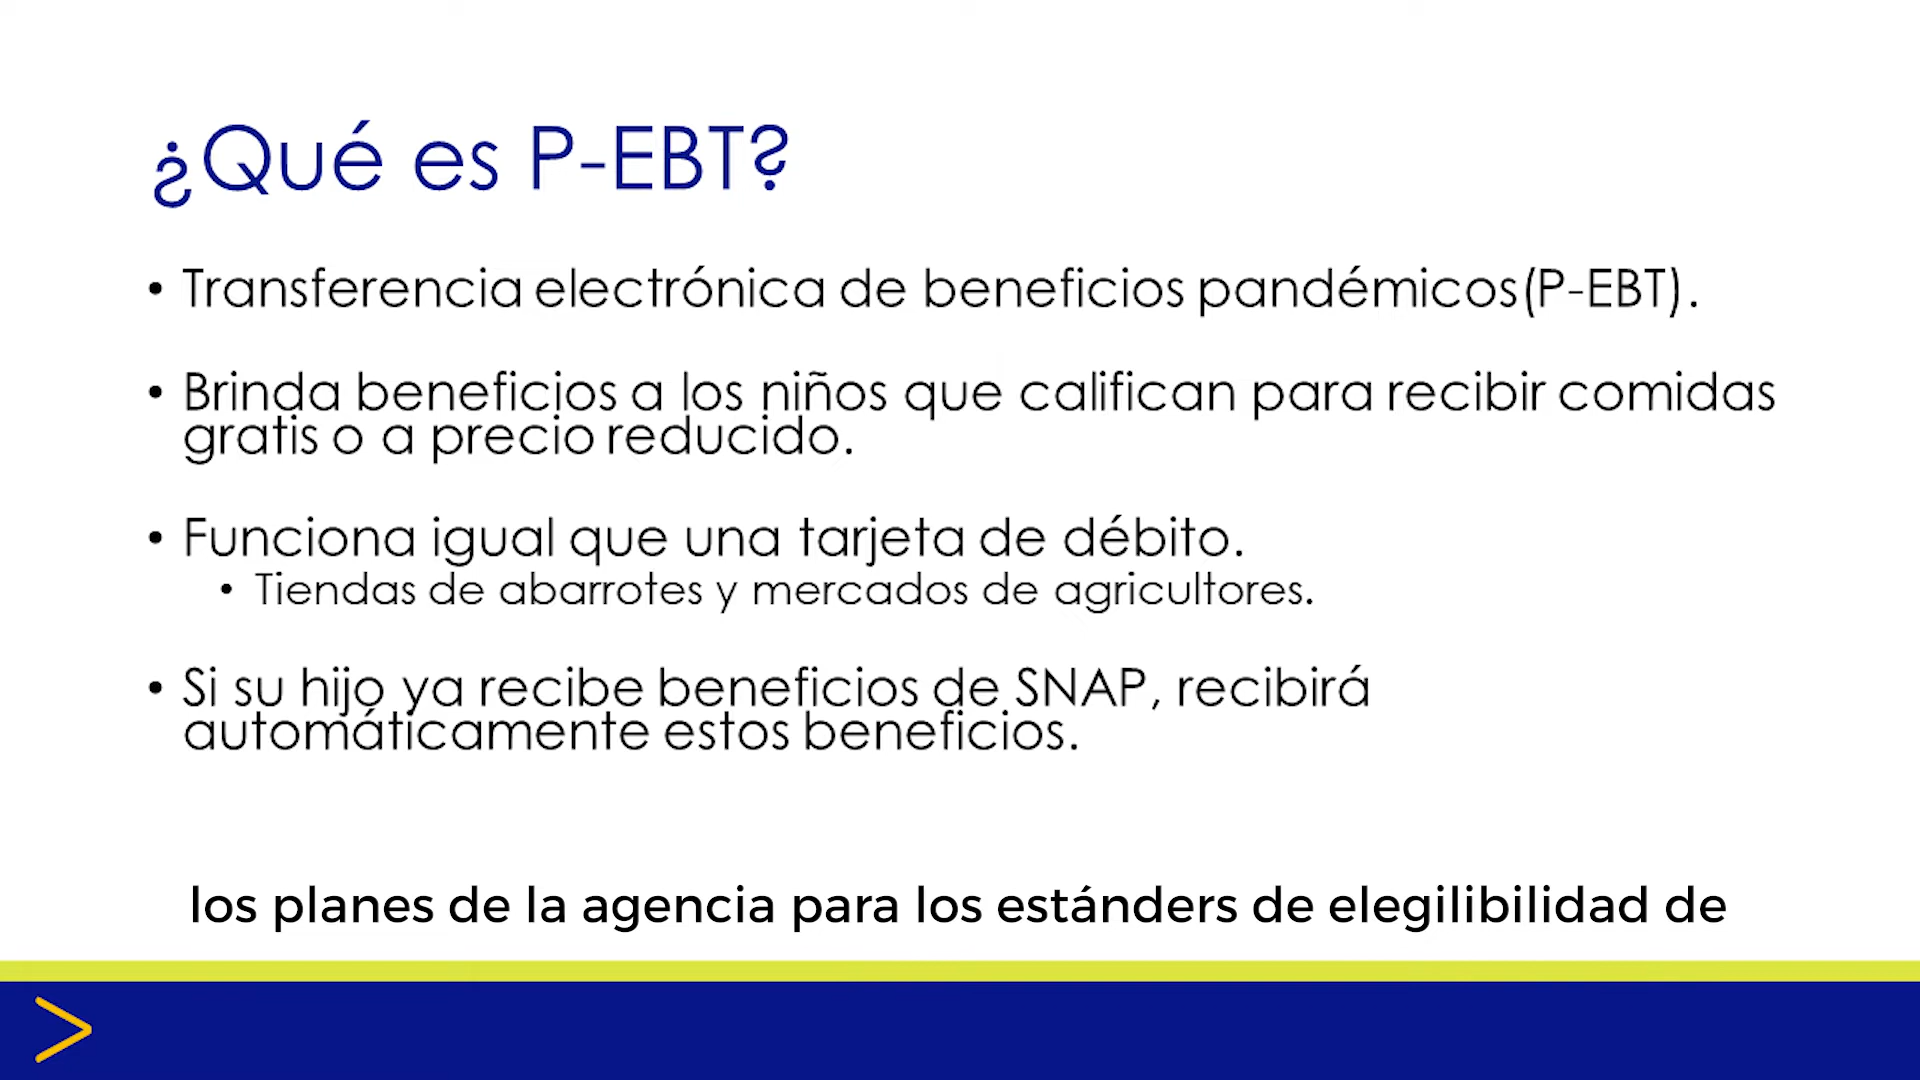 ¿Qué es P-EBT?
• Transferencia electrónica de beneficios pandémicos(P-EBT).
• Brinda beneficios a los niños que califican para recibir comidas
gratis o a precio reducido.
• Funciona igual que una tarjeta de débito.
• Tiendas de abarrotes y mercados de agricultores.
• Si su hijo ya recibe beneficios de SNAP, recibirá
automáticamente estos beneficios.
los planes de la agencia para los estánders de elegilibilidad de